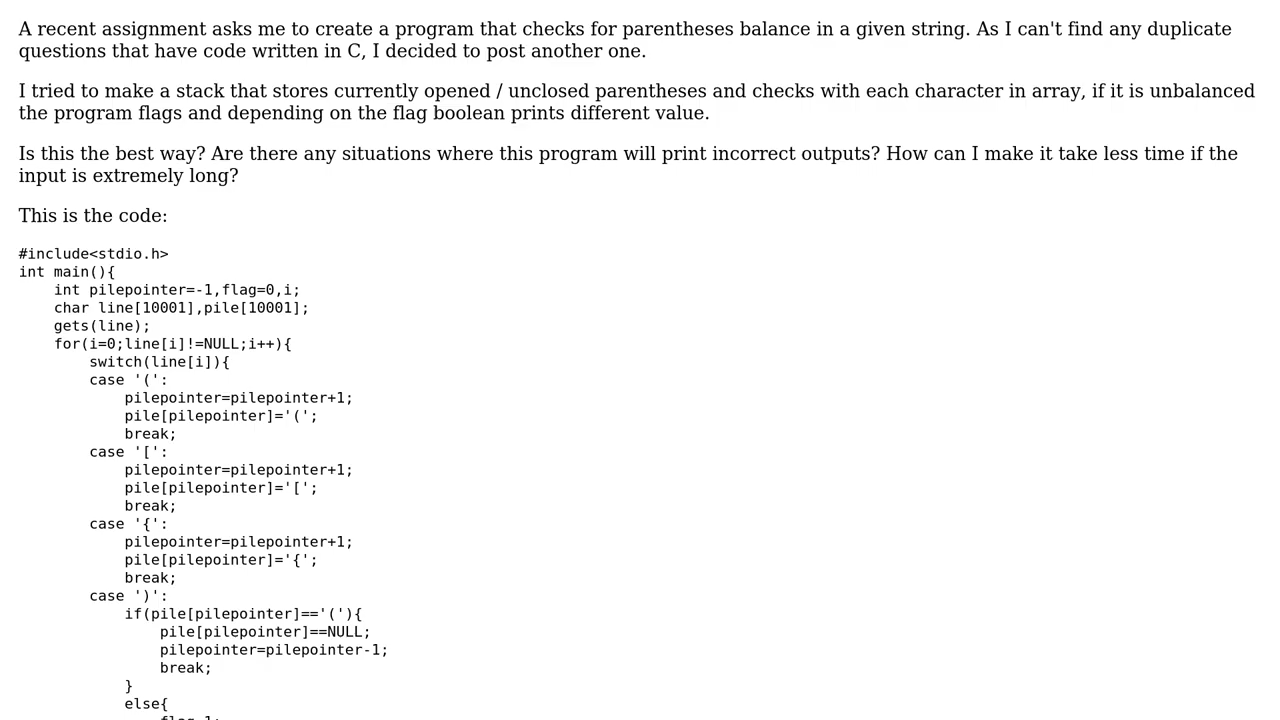 A recent assignment asks me to create a program that checks for parentheses balance in a given string. As I can't find any duplicate
questions that have code written in C, I decided to post another one.
I tried to make a stack that stores currently opened / unclosed parentheses and checks with each character in array, if it is unbalanced
the program flags and depending on the flag boolean prints different value.
Is this the best way? Are there any situations where this program will print incorrect outputs? How can I make it take less time if the
input is extremely long?
This is the code:
#include<stdio.h>
int main(){
    int pilepointer=-1,flag=0,i;
    char line[10001],pile[10001];
    gets(line);
    for(i=0;line[i]!=NULL;i++){
        switch(line[i]){
        case '(':
            pilepointer=pilepointer+1;
            pile[pilepointer]='(';
            break;
        case '[':
            pilepointer=pilepointer+1;
            pile[pilepointer]='[';
            break;
        case '{':
            pilepointer=pilepointer+1;
            pile[pilepointer]='{';
            break;
        case ')':
            if(pile[pilepointer]=='('){
                pile[pilepointer]==NULL;
                pilepointer=pilepointer-1;
                break;
            }
            else{